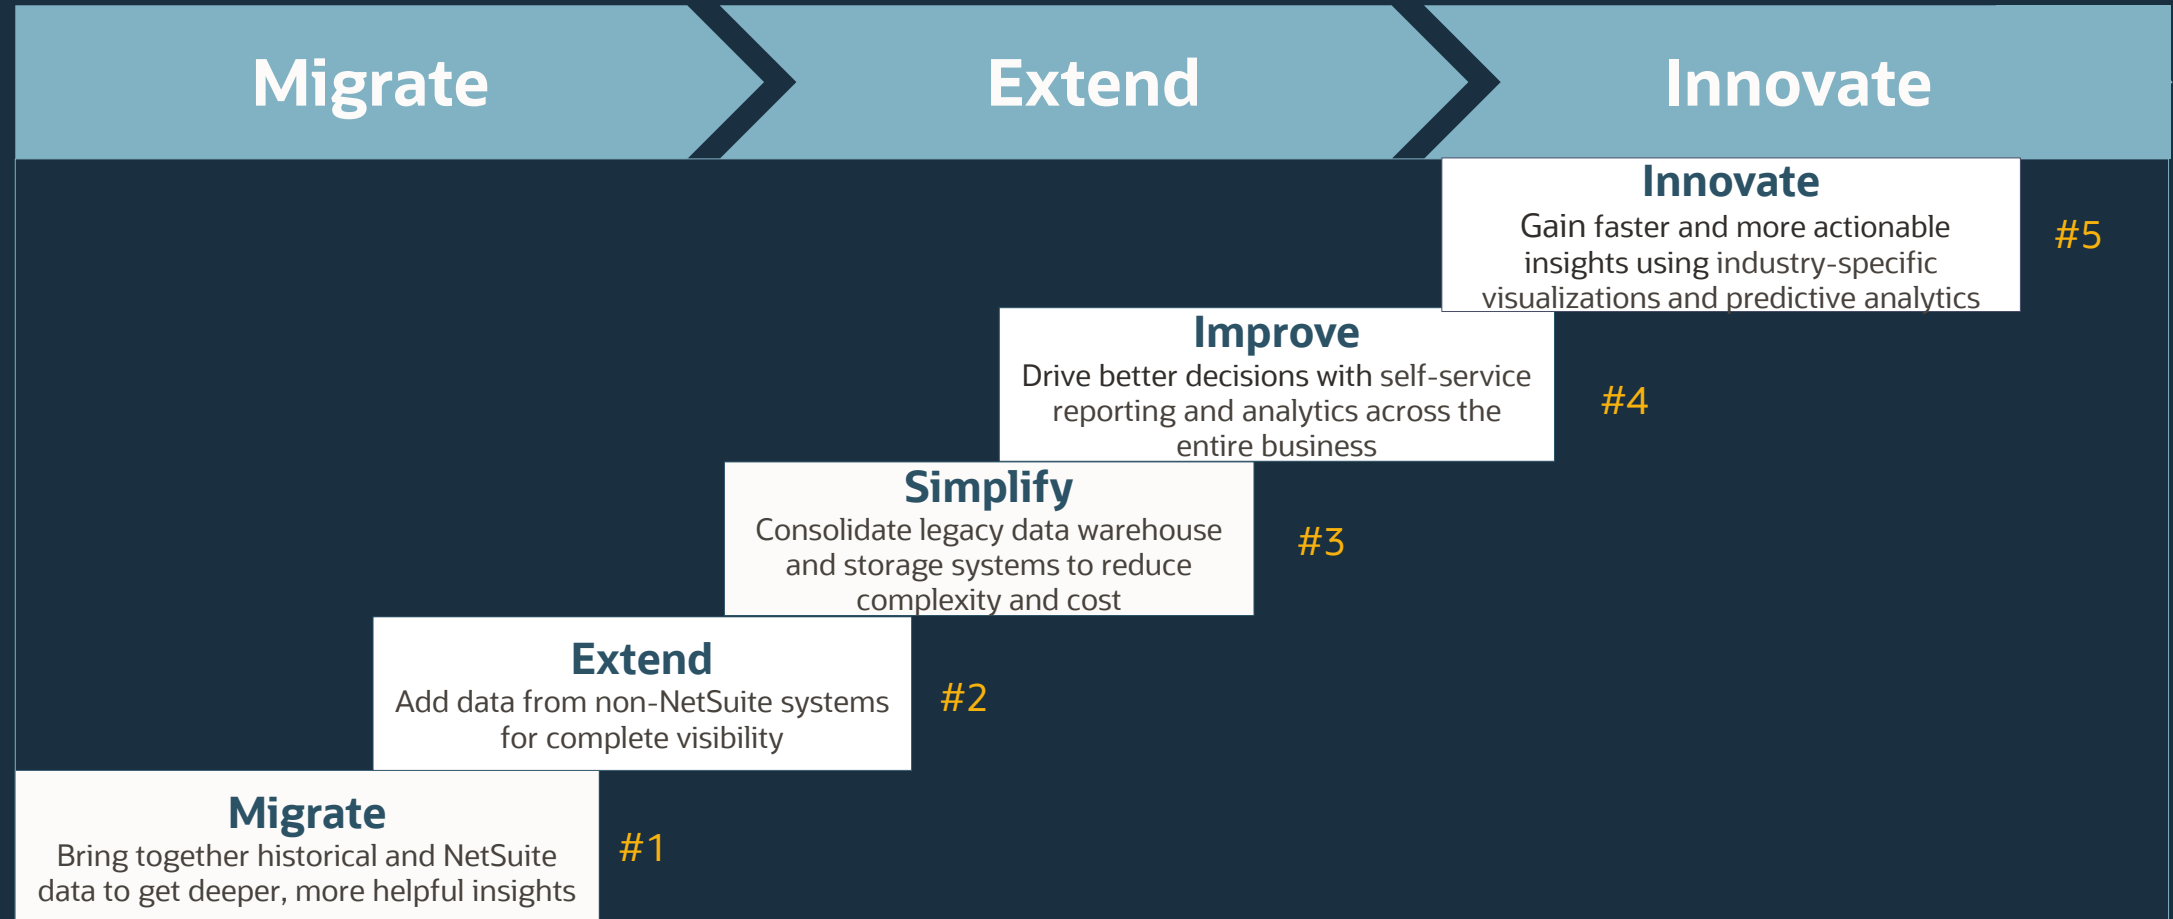 Migrate
Extend
Innovate
Innovate
Gain faster and more actionable
insights using industry-specific
visualizations and predictive analytics
#5
Improve
Drive better decisions with self-service
reporting and analytics across the
entire business
#4
Simplify
Consolidate legacy data warehouse
and storage systems to reduce
complexity and cost
#3
Extend
Add data from non-NetSuite systems
for complete visibility
#2
Migrate
Bring together historical and NetSuite
data to get deeper, more helpful insights
#1